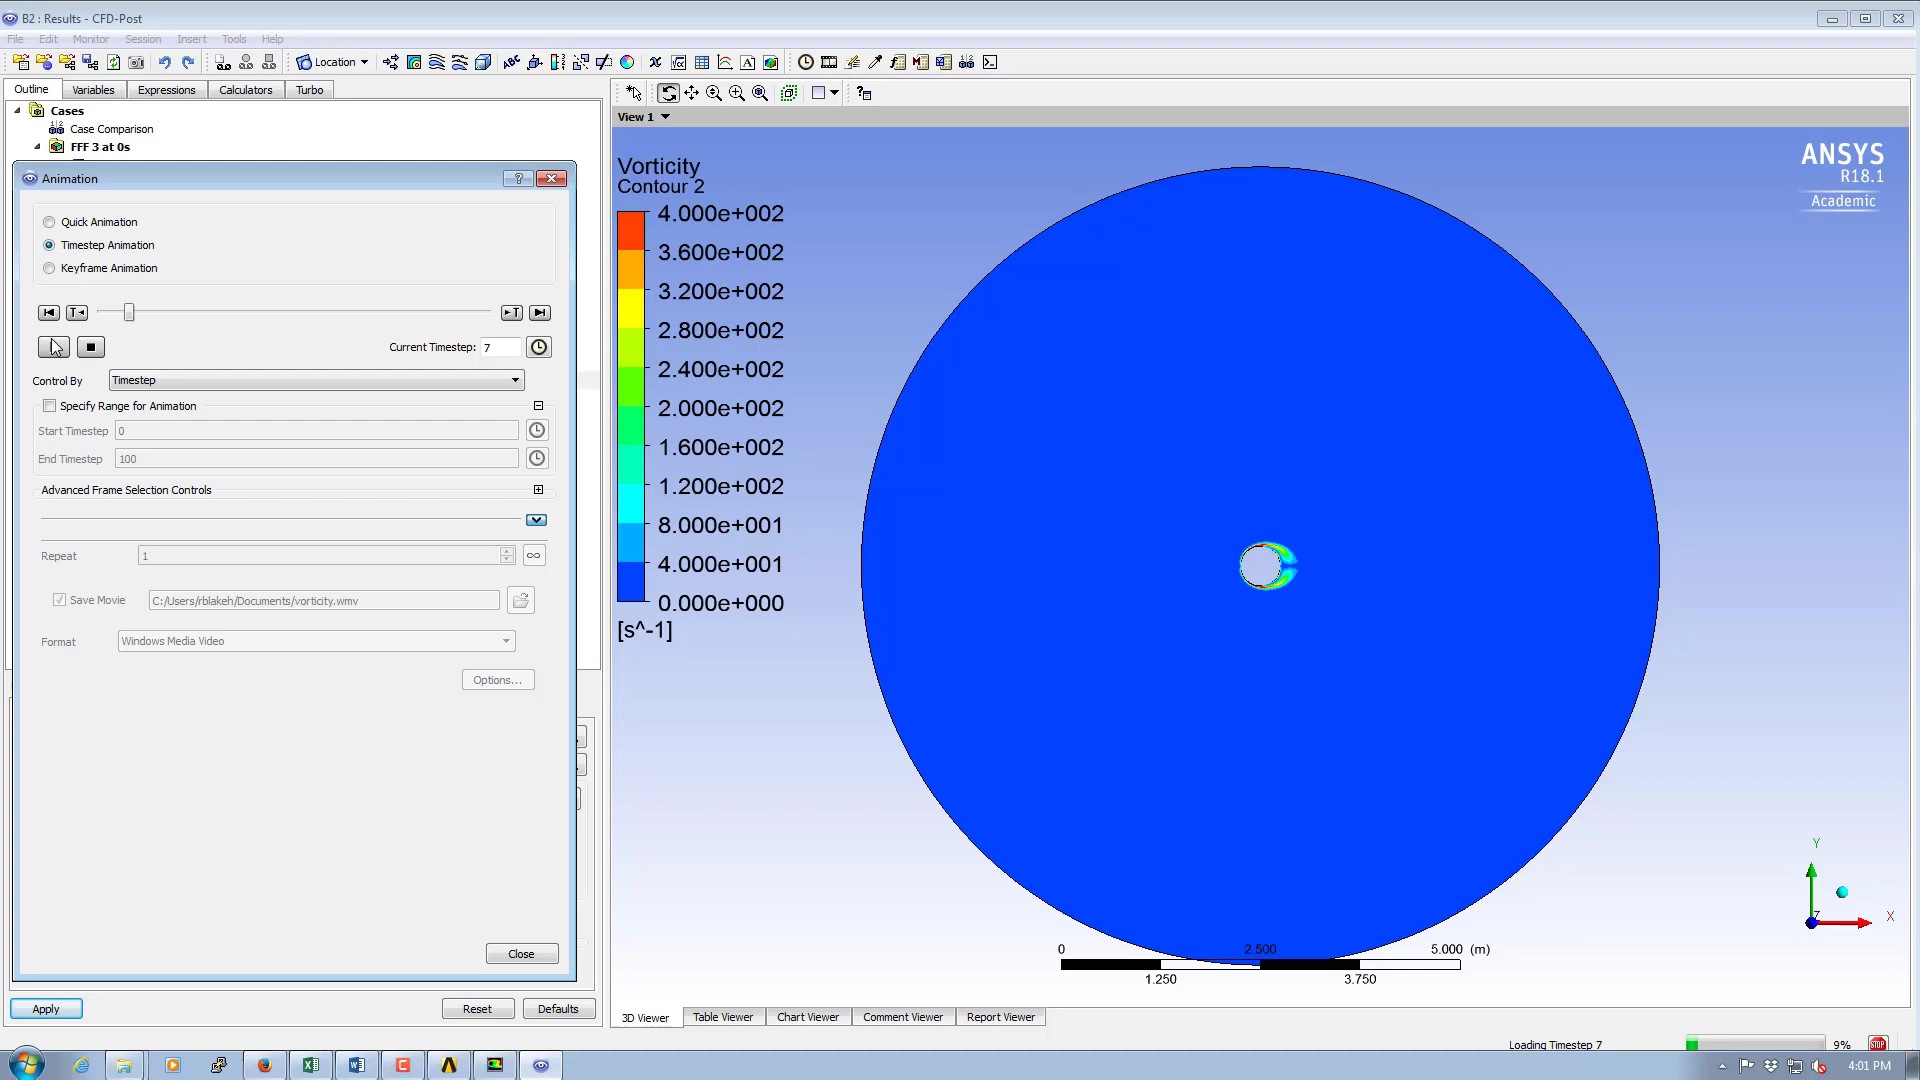 B2 : Results - CFD-Post
File Edit Monitor Session Insert Tools Help
Location
Outline Variables Expressions Calculators Turbo
Cases
Case Comparison
FFF 3 at 0s
Animation
Quick Animation
Timestep Animation
Keyframe Animation
Current Timestep: 7
Control By Timestep
Specify Range for Animation
Start Timestep 0
End Timestep 100
Advanced Frame Selection Controls
Repeat 1
Save Movie C:/Users/rblakeh/Documents/vorticity.wmv
Format Windows Media Video
Options...
Close
Apply Reset Defaults
View 1
Vorticity
Contour 2
4.000e+002
3.600e+002
3.200e+002
2.800e+002
2.400e+002
2.000e+002
1.600e+002
1.200e+002
8.000e+001
4.000e+001
0.000e+000
[s^-1]
ANSYS
R18.1
Academic
Y
Z X
0 2.500 5.000 (m)
1.250 3.750
3D Viewer Table Viewer Chart Viewer Comment Viewer Report Viewer
Loading Timestep 7 9% STOP
4:01 PM